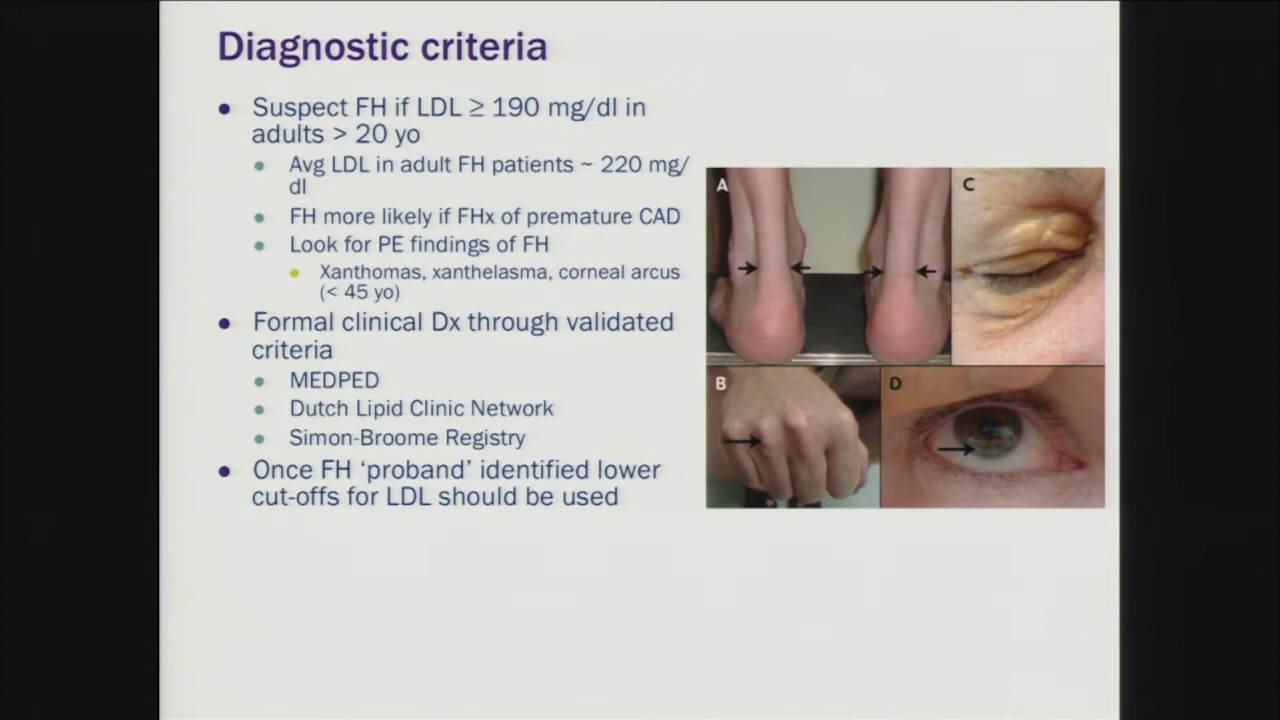 Diagnostic criteria
Suspect FH if LDL ≥ 190 mg/dl in
adults > 20 yo
Avg LDL in adult FH patients ~ 220 mg/
dl
FH more likely if FHx of premature CAD
Look for PE findings of FH
Xanthomas, xanthelasma, corneal arcus
(< 45 yo)
Formal clinical Dx through validated
criteria
MEDPED
Dutch Lipid Clinic Network
Simon-Broome Registry
Once FH ‘proband’ identified lower
cut-offs for LDL should be used
A
C
B
D